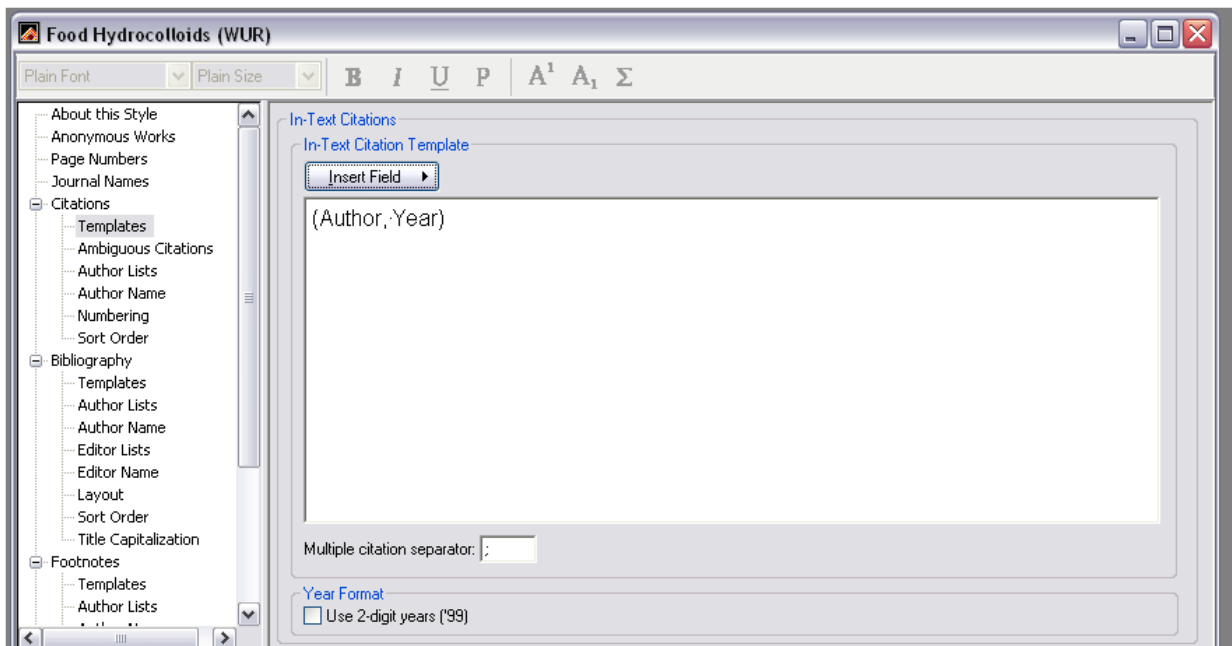 Food Hydrocolloids (WUR)
Plain Font Plain Size B I U P A1 A1 Σ
About this Style
Anonymous Works
Page Numbers
Journal Names
Citations
Templates
Ambiguous Citations
Author Lists
Author Name
Numbering
Sort Order
Bibliography
Templates
Author Lists
Author Name
Editor Lists
Editor Name
Layout
Sort Order
Title Capitalization
Footnotes
Templates
Author Lists
In-Text Citations
In-Text Citation Template
Insert Field
(Author,·Year)
Multiple citation separator: ;
Year Format
Use 2-digit years ('99)